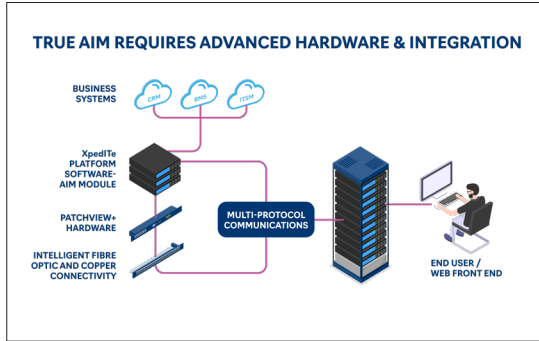 TRUE AIM REQUIRES ADVANCED HARDWARE & INTEGRATION
BUSINESS
SYSTEMS
CRM
BMS
ITSM
XpedITe
PLATFORM
SOFTWARE-
AIM MODULE
PATCHVIEW+
HARDWARE
MULTI-PROTOCOL
COMMUNICATIONS
INTELLIGENT FIBRE
OPTIC AND COPPER
CONNECTIVITY
END USER /
WEB FRONT END